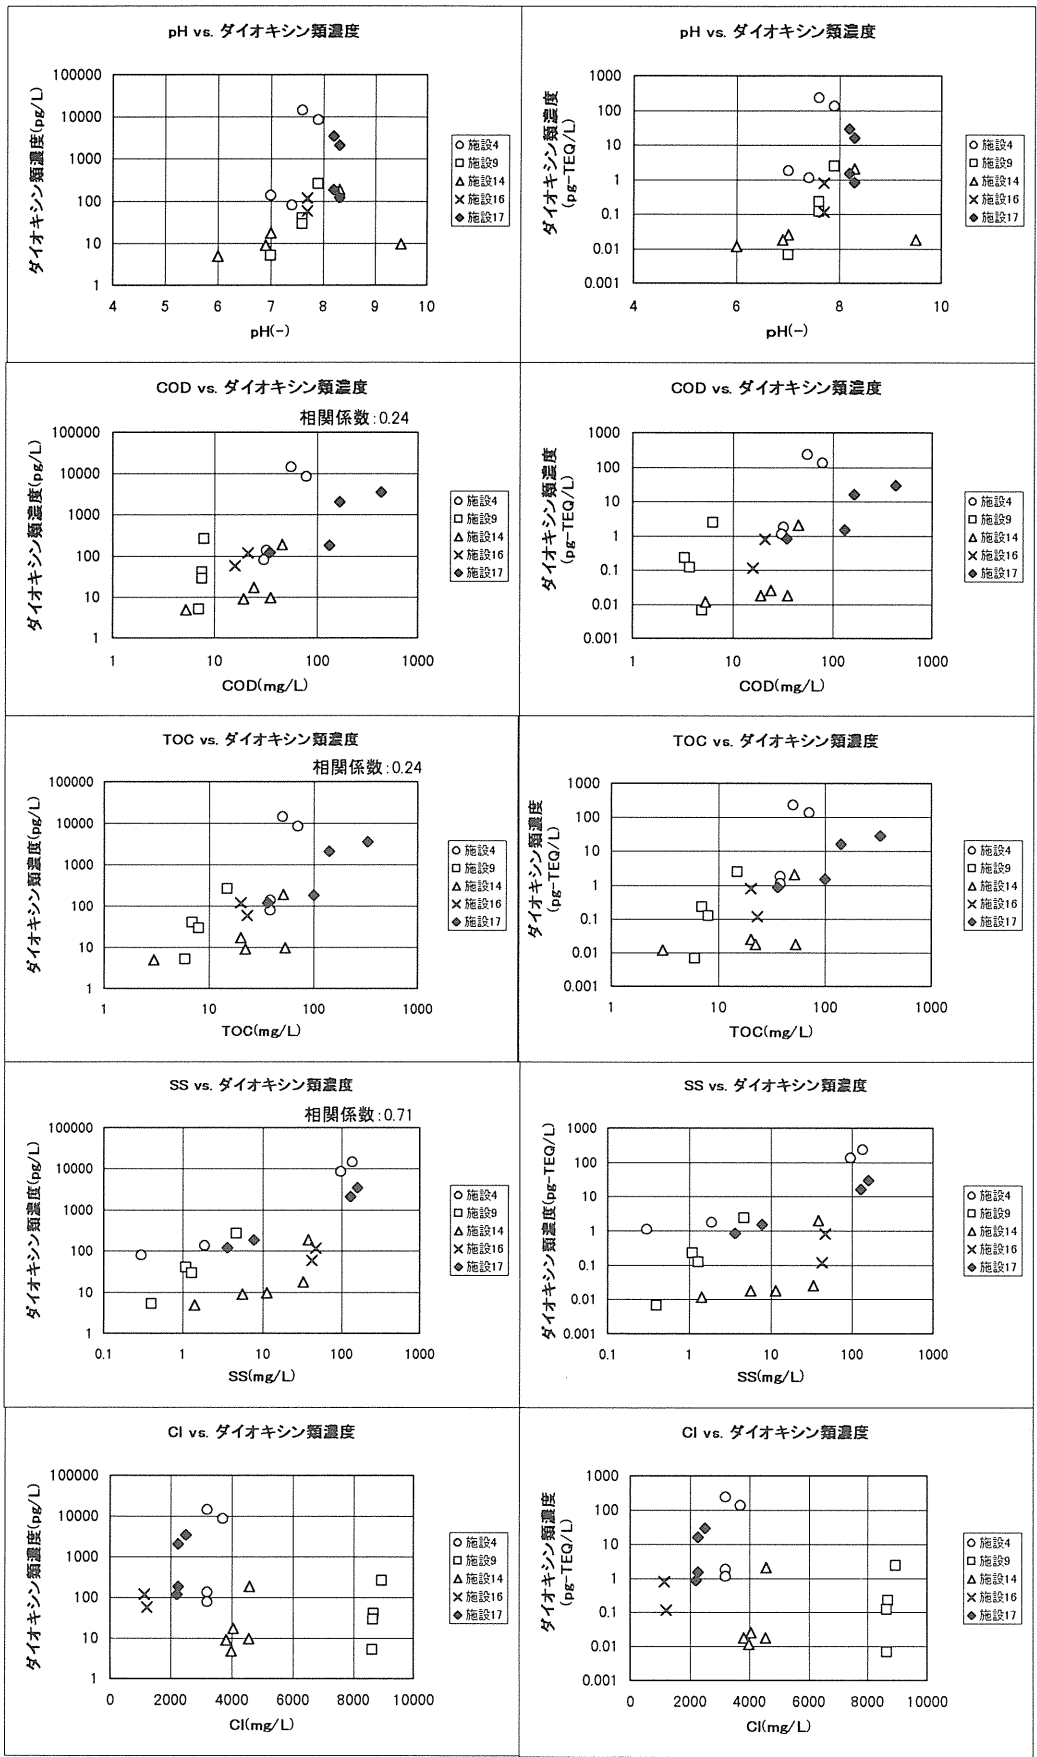 pH vs. ダイオキシン類濃度
ダイオキシン類濃度(pg/L)
100000
10000
1000
100
10
1
4 5 6 7 8 9 10
pH(-)
○施設4
□施設9
△施設14
×施設16
◆施設17
pH vs. ダイオキシン類濃度
ダイオキシン類濃度
(pg-TEQ/L)
1000
100
10
1
0.1
0.01
0.001
4 6 8 10
pH(-)
○施設4
□施設9
△施設14
×施設16
◆施設17
COD vs. ダイオキシン類濃度
相関係数:0.24
ダイオキシン類濃度(pg/L)
100000
10000
1000
100
10
1
1 10 100 1000
COD(mg/L)
○施設4
□施設9
△施設14
×施設16
◆施設17
COD vs. ダイオキシン類濃度
ダイオキシン類濃度
(pg-TEQ/L)
1000
100
10
1
0.1
0.01
0.001
1 10 100 1000
COD(mg/L)
○施設4
□施設9
△施設14
×施設16
◆施設17
TOC vs. ダイオキシン類濃度
相関係数:0.24
ダイオキシン類濃度(pg/L)
100000
10000
1000
100
10
1
1 10 100 1000
TOC(mg/L)
○施設4
□施設9
△施設14
×施設16
◆施設17
TOC vs. ダイオキシン類濃度
ダイオキシン類濃度
(pg-TEQ/L)
1000
100
10
1
0.1
0.01
0.001
1 10 100 1000
TOC(mg/L)
○施設4
□施設9
△施設14
×施設16
◆施設17
SS vs. ダイオキシン類濃度
相関係数:0.71
ダイオキシン類濃度(pg/L)
100000
10000
1000
100
10
1
0.1 1 10 100 1000
SS(mg/L)
○施設4
□施設9
△施設14
×施設16
◆施設17
SS vs. ダイオキシン類濃度
ダイオキシン類濃度(pg-TEQ/L)
1000
100
10
1
0.1
0.01
0.001
0.1 1 10 100 1000
SS(mg/L)
○施設4
□施設9
△施設14
×施設16
◆施設17
Cl vs. ダイオキシン類濃度
ダイオキシン類濃度(pg/L)
100000
10000
1000
100
10
1
0 2000 4000 6000 8000 10000
Cl(mg/L)
○施設4
□施設9
△施設14
×施設16
◆施設17
Cl vs. ダイオキシン類濃度
ダイオキシン類濃度
(pg-TEQ/L)
1000
100
10
1
0.1
0.01
0.001
0 2000 4000 6000 8000 10000
Cl(mg/L)
○施設4
□施設9
△施設14
×施設16
◆施設17